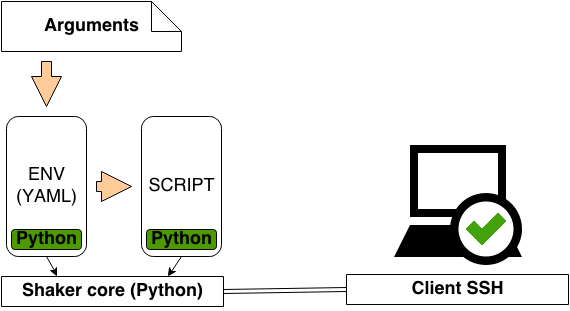 Arguments
ENV
(YAML)
SCRIPT
Python
Python
Shaker core (Python)
Client SSH